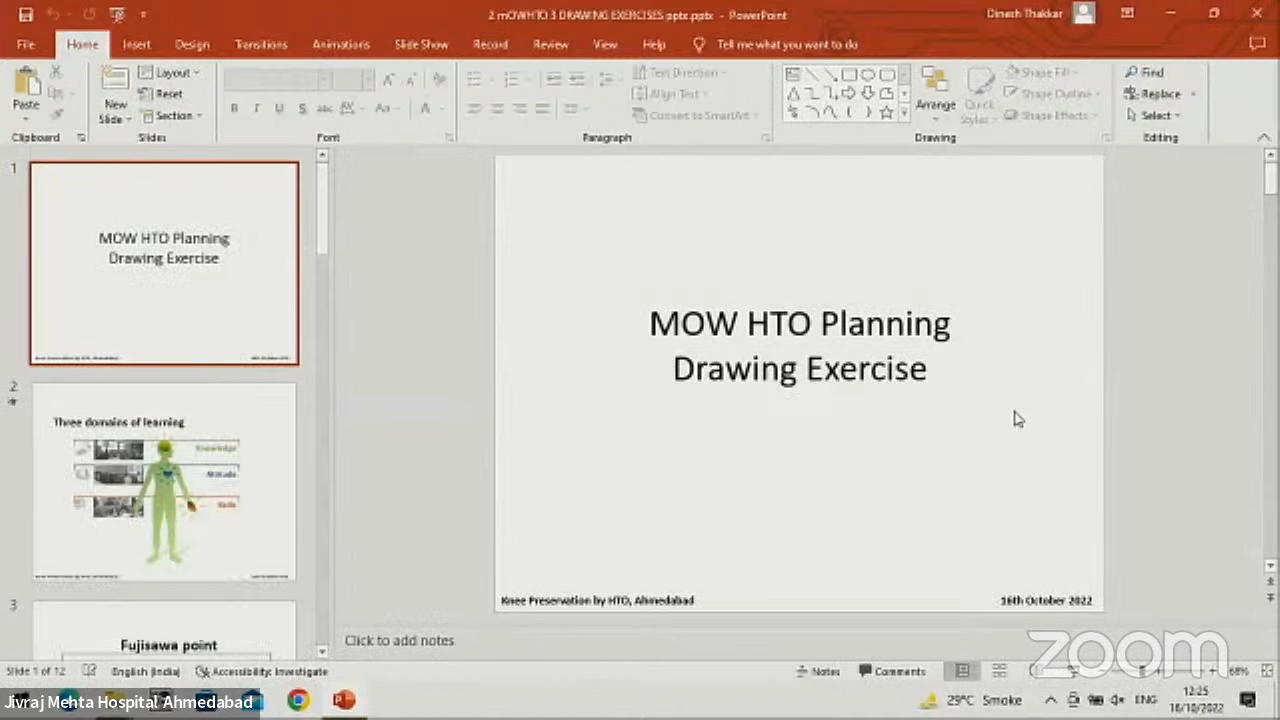 2 mOWHTO 3 DRAWING EXERCISES pptx.pptx - PowerPoint
Dinesh Thakkar
File Home Insert Design Transitions Animations Slide Show Record Review View Help Tell me what you want to do
Paste
New
Slide
Layout
Reset
Section
Text Direction
Align Text
Convert to SmartArt
Arrange
Quick
Styles
Shape Fill
Shape Outline
Shape Effects
Find
Replace
Select
Clipboard Slides Font Paragraph Drawing Editing
1
MOW HTO Planning
Drawing Exercise
2
Three domains of learning
Knowledge
Attitude
Skills
3
Fujisawa point
MOW HTO Planning
Drawing Exercise
Knee Preservation by HTO, Ahmedabad
16th October 2022
Click to add notes
zoom
Slide 1 of 12 English (India) Accessibility: Investigate Notes Comments 68%
Jivraj Mehta Hospital Ahmedabad
29°C Smoke ENG
12:25
16/10/2022